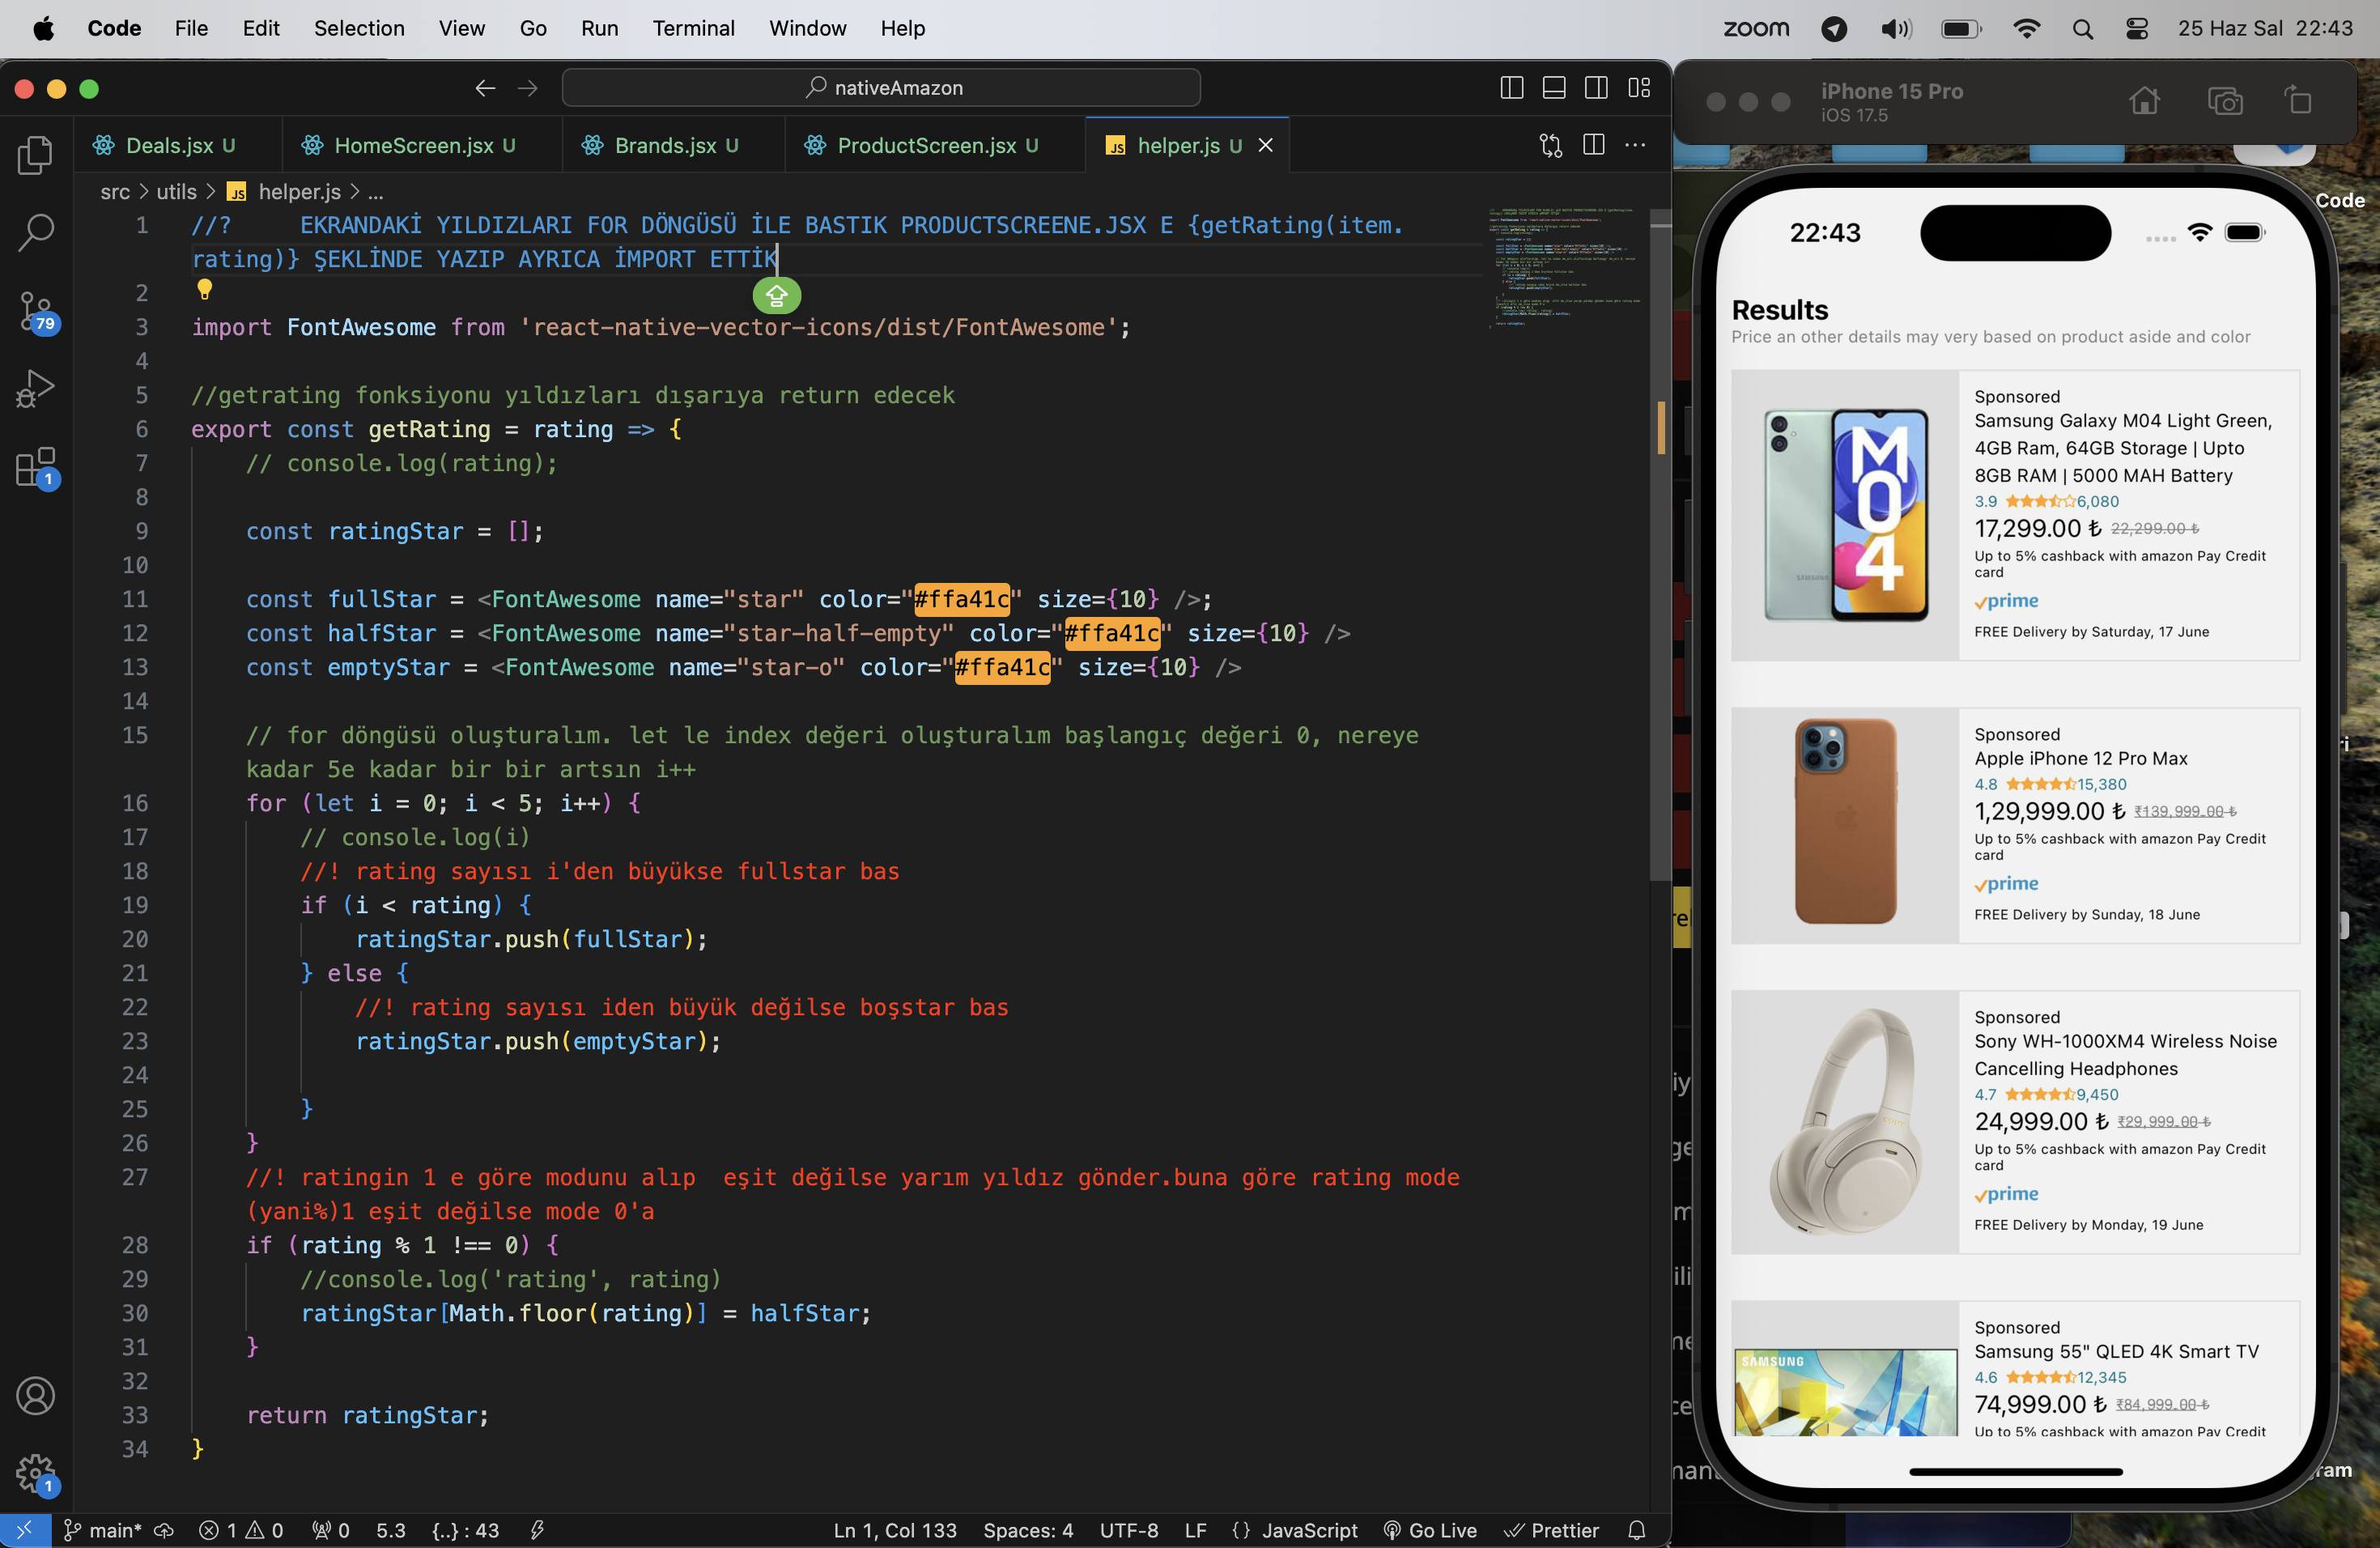 Code File Edit Selection View Go Run Terminal Window Help zoom 25 Haz Sal 22:43
nativeAmazon
Deals.jsx U HomeScreen.jsx U Brands.jsx U ProductScreen.jsx U JS helper.js U
src > utils > JS helper.js > ...
1 //? EKRANDAKİ YILDIZLARI FOR DÖNGÜSÜ İLE BASTIK PRODUCTSCREENE.JSX E {getRating(item.
rating)} ŞEKLİNDE YAZIP AYRICA İMPORT ETTİK
2
3 import FontAwesome from 'react-native-vector-icons/dist/FontAwesome';
4
5 //getrating fonksiyonu yıldızları dışarıya return edecek
6 export const getRating = rating => {
7 // console.log(rating);
8
9 const ratingStar = [];
10
11 const fullStar = <FontAwesome name="star" color="#ffa41c" size={10} />;
12 const halfStar = <FontAwesome name="star-half-empty" color="#ffa41c" size={10} />
13 const emptyStar = <FontAwesome name="star-o" color="#ffa41c" size={10} />
14
15 // for döngüsü oluşturalım. let le index değeri oluşturalım başlangıç değeri 0, nereye
kadar 5e kadar bir bir artsın i++
16 for (let i = 0; i < 5; i++) {
17 // console.log(i)
18 //! rating sayısı i'den büyükse fullstar bas
19 if (i < rating) {
20 ratingStar.push(fullStar);
21 } else {
22 //! rating sayısı iden büyük değilse boşstar bas
23 ratingStar.push(emptyStar);
24
25 }
26 }
27 //! ratingin 1 e göre modunu alıp  eşit değilse yarım yıldız gönder.buna göre rating mode
(yani%)1 eşit değilse mode 0'a
28 if (rating % 1 !== 0) {
29 //console.log('rating', rating)
30 ratingStar[Math.floor(rating)] = halfStar;
31 }
32
33 return ratingStar;
34 }
79
1
1
main* 1 0 0 5.3 {..} : 43 Ln 1, Col 133 Spaces: 4 UTF-8 LF {} JavaScript Go Live Prettier
iPhone 15 Pro
iOS 17.5
Code
22:43
Results
Price an other details may very based on product aside and color
M04
SAMSUNG
Sponsored
Samsung Galaxy M04 Light Green,
4GB Ram, 64GB Storage | Upto
8GB RAM | 5000 MAH Battery
3.9 6,080
17,299.00 ₺ 22,299.00 ₺
Up to 5% cashback with amazon Pay Credit
card
prime
FREE Delivery by Saturday, 17 June
Sponsored
Apple iPhone 12 Pro Max
4.8 15,380
1,29,999.00 ₺ ₹139,999.00 ₺
Up to 5% cashback with amazon Pay Credit
card
prime
FREE Delivery by Sunday, 18 June
Sponsored
Sony WH-1000XM4 Wireless Noise
Cancelling Headphones
4.7 9,450
24,999.00 ₺ ₹29,999.00 ₺
Up to 5% cashback with amazon Pay Credit
card
prime
FREE Delivery by Monday, 19 June
SAMSUNG
Sponsored
Samsung 55" QLED 4K Smart TV
4.6 12,345
74,999.00 ₺ ₹84,999.00 ₺
Up to 5% cashback with amazon Pay Credit